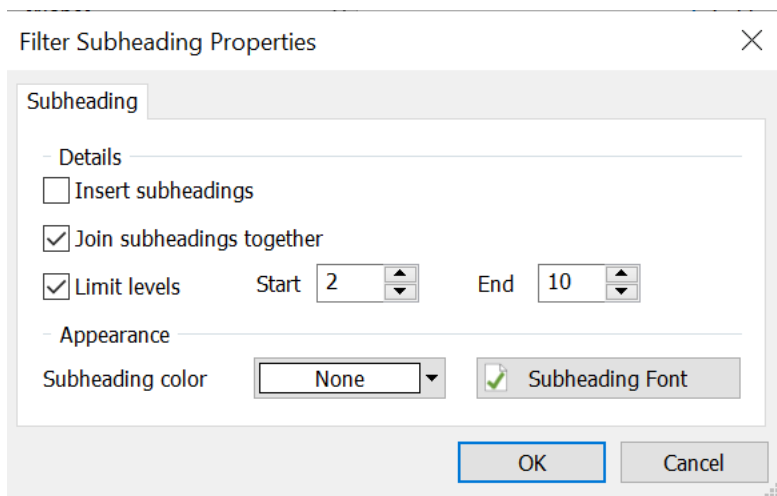 Filter Subheading Properties
Subheading
Details
Insert subheadings
Join subheadings together
Limit levels Start 2 End 10
Appearance
Subheading color None Subheading Font
OK Cancel